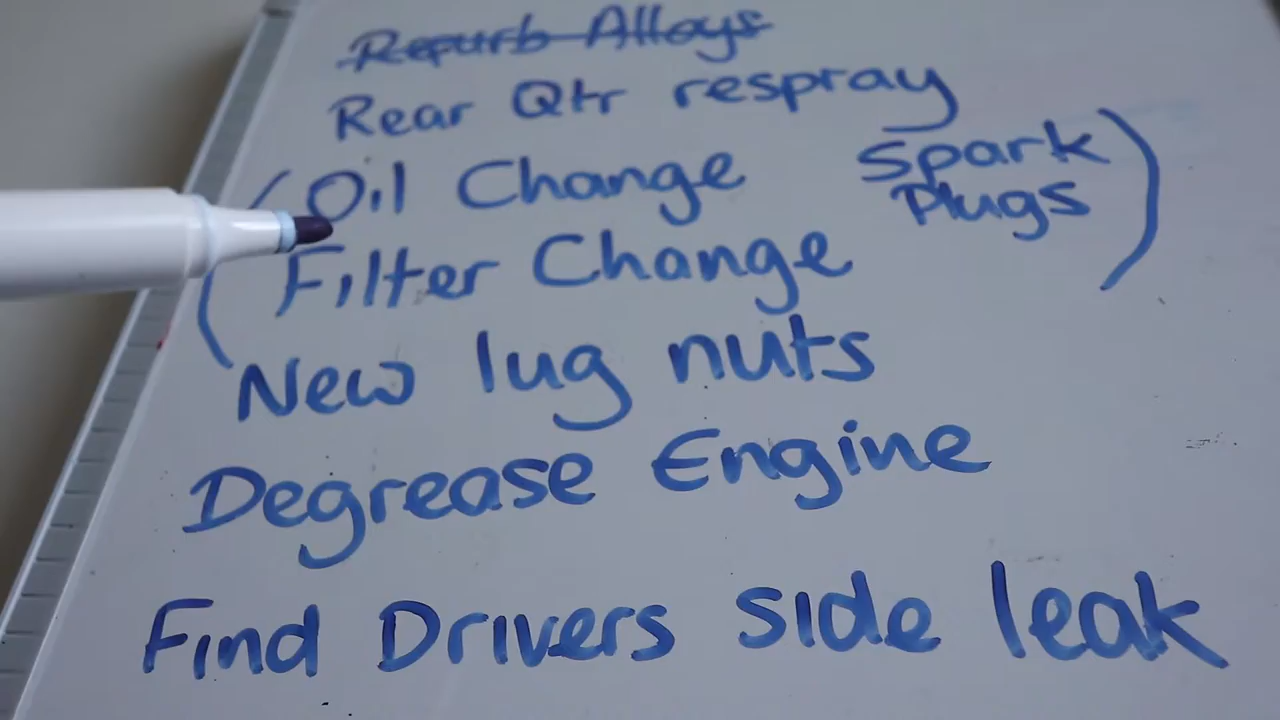 Refurb Alloys
Rear Qtr respray
(Oil Change Spark
Filter Change Plugs)
New lug nuts
Degrease Engine
Find Drivers side leak